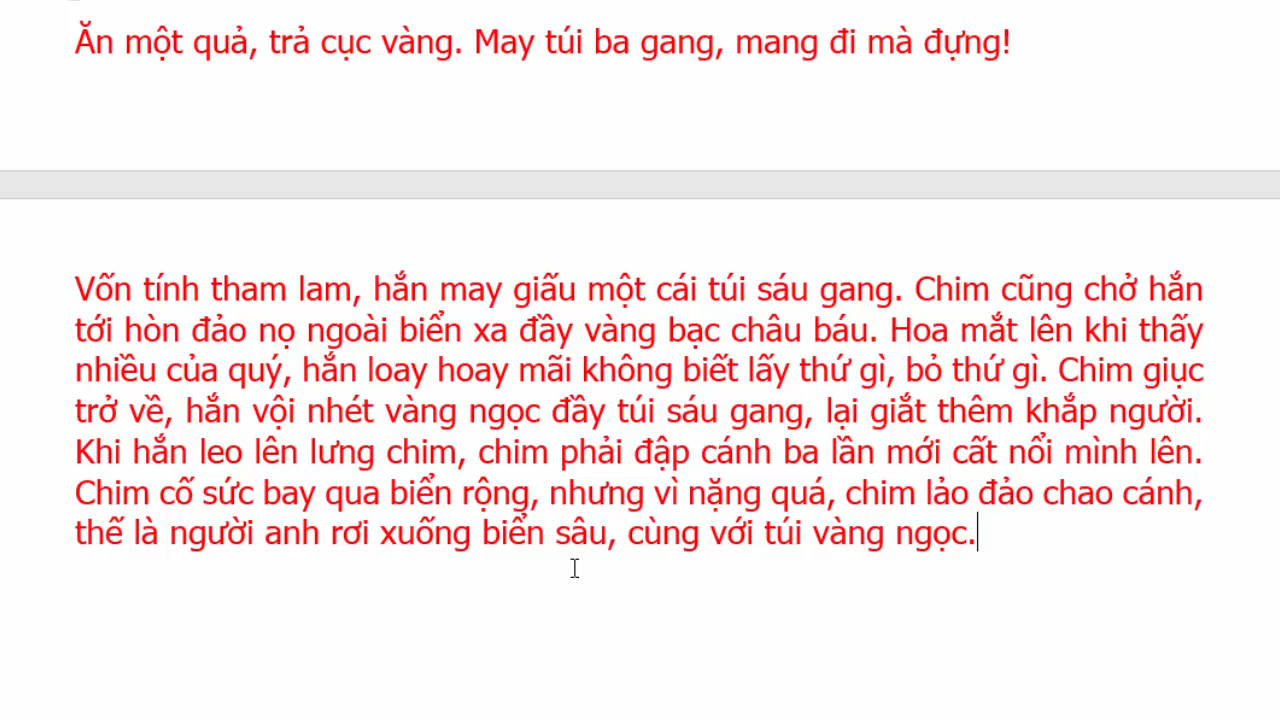 Ăn một quả, trả cục vàng. May túi ba gang, mang đi mà đựng!
Vốn tính tham lam, hắn may giấu một cái túi sáu gang. Chim cũng chở hắn
tới hòn đảo nọ ngoài biển xa đầy vàng bạc châu báu. Hoa mắt lên khi thấy
nhiều của quý, hắn loay hoay mãi không biết lấy thứ gì, bỏ thứ gì. Chim giục
trở về, hắn vội nhét vàng ngọc đầy túi sáu gang, lại giắt thêm khắp người.
Khi hắn leo lên lưng chim, chim phải đập cánh ba lần mới cất nổi mình lên.
Chim cố sức bay qua biển rộng, nhưng vì nặng quá, chim lảo đảo chao cánh,
thế là người anh rơi xuống biển sâu, cùng với túi vàng ngọc.